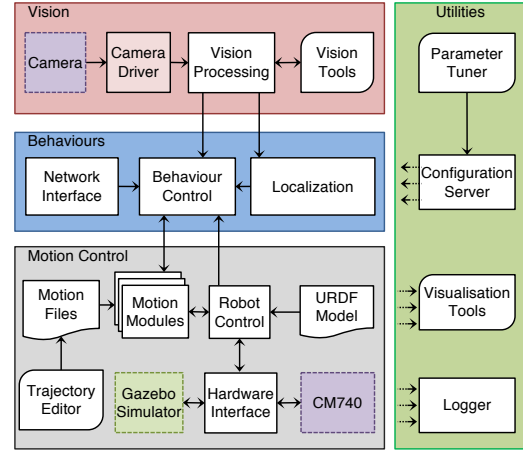 Vision
Camera
Camera
Driver
Vision
Processing
Vision
Tools
Behaviours
Network
Interface
Behaviour
Control
Localization
Motion Control
Motion
Files
Motion
Modules
Robot
Control
URDF
Model
Trajectory
Editor
Gazebo
Simulator
Hardware
Interface
CM740
Utilities
Parameter
Tuner
Configuration
Server
Visualisation
Tools
Logger